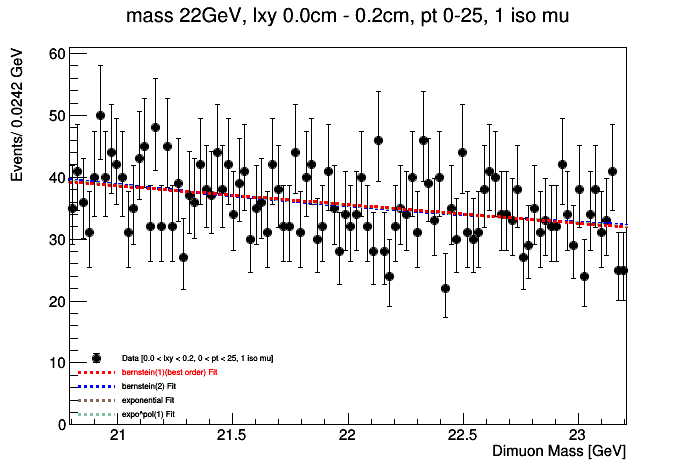 mass 22GeV, lxy 0.0cm - 0.2cm, pt 0-25, 1 iso mu
Events/ 0.0242 GeV
60
50
40
30
20
10
0
Data [0.0 < lxy < 0.2, 0 < pt < 25, 1 iso mu]
bernstein(1)(best order) Fit
bernstein(2) Fit
exponential Fit
expo*pol(1) Fit
21 21.5 22 22.5 23
Dimuon Mass [GeV]